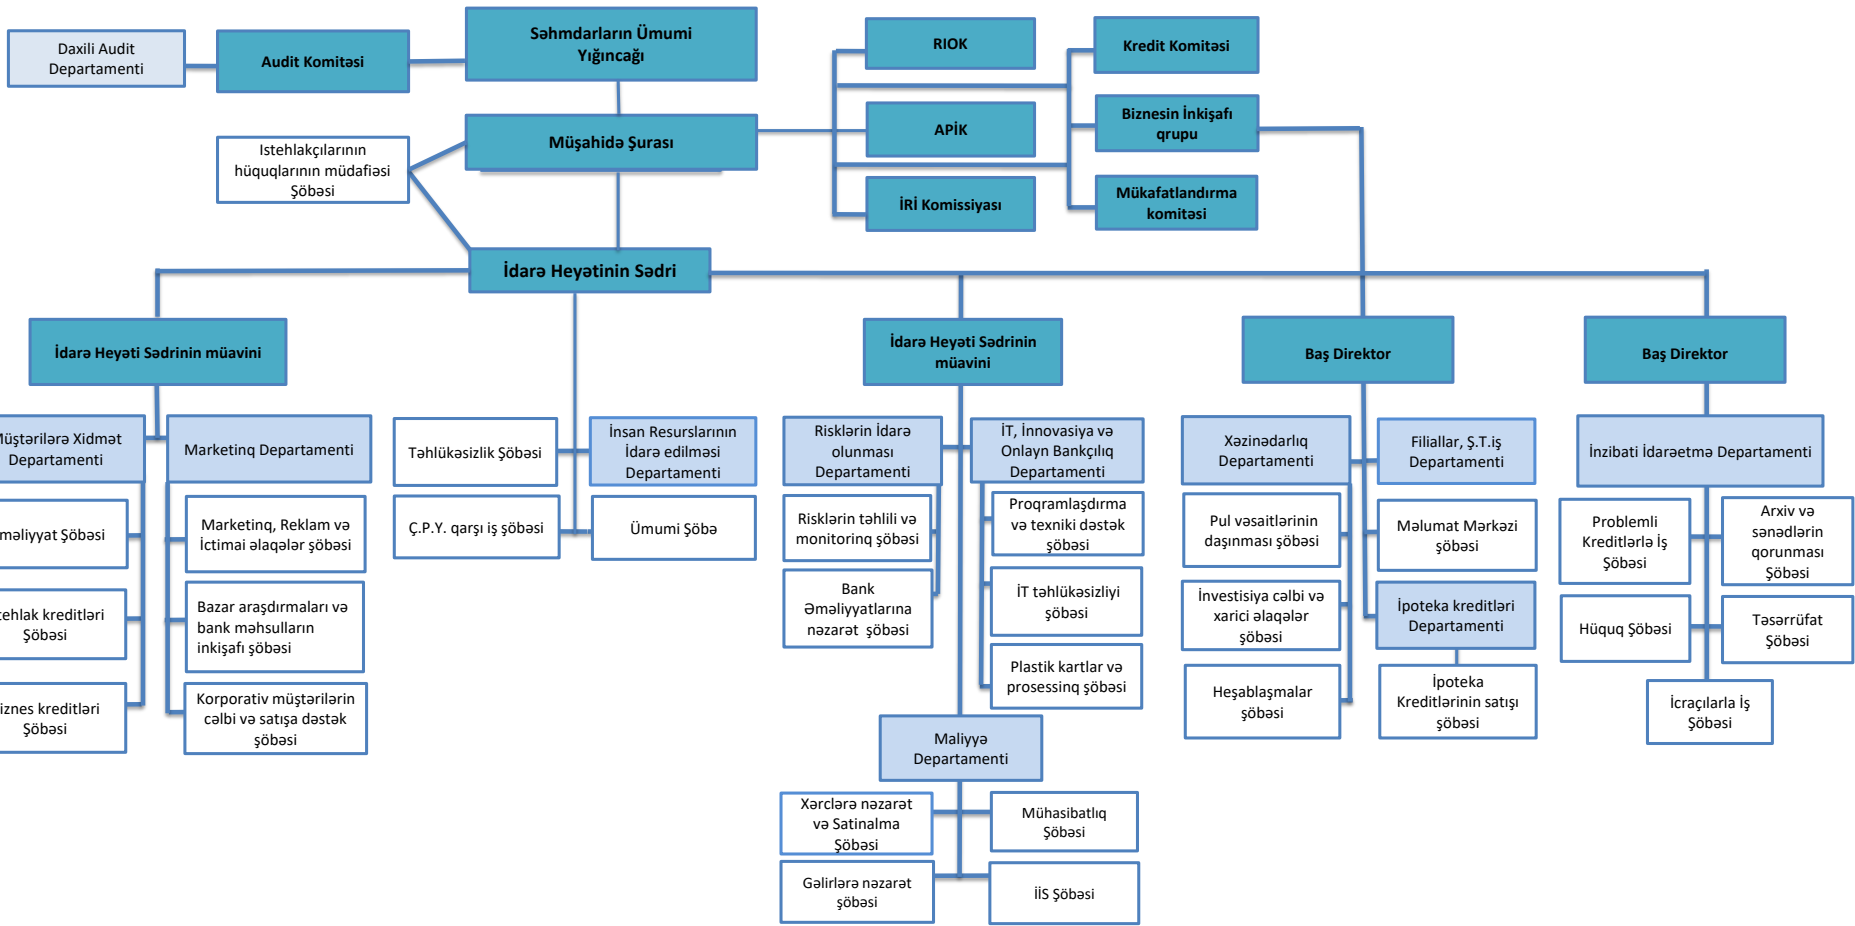 Daxili Audit
Departamenti
Audit Komitəsi
Səhmdarların Ümumi
Yığıncağı
RIOK
Kredit Komitəsi
Müşahidə Şurası
APİK
Biznesin İnkişafı
qrupu
Istehlakçılarının
hüquqlarının müdafiəsi
Şöbəsi
İRİ Komissiyası
Mükafatlandırma
komitəsi
İdarə Heyətinin Sədri
İdarə Heyəti Sədrinin müavini
İdarə Heyəti Sədrinin
müavini
Baş Direktor
Baş Direktor
Xidmət
Departamenti
Marketinq Departamenti
Təhlükəsizlik Şöbəsi
İnsan Resurslarının
İdarə edilməsi
Departamenti
Risklərin İdarə
olunması
Departamenti
İT, İnnovasiya və
Onlayn Bankçılıq
Departamenti
Xəzinədarlıq
Departamenti
Filiallar, Ş.T.iş
Departamenti
İnzibati İdarəetmə Departamenti
Şöbəsi
Marketinq, Reklam və
İctimai əlaqələr şöbəsi
Ç.P.Y. qarşı iş şöbəsi
Ümumi Şöbə
Risklərin təhlili və
monitorinq şöbəsi
Proqramlaşdırma
və texniki dəstək
şöbəsi
Pul vəsaitlərinin
daşınması şöbəsi
Məlumat Mərkəzi
şöbəsi
Problemli
Kreditlərlə İş
Şöbəsi
Arxiv və
sənədlərin
qorunması
Şöbəsi
kreditləri
Şöbəsi
Bazar araşdırmaları və
bank məhsulların
inkişafı şöbəsi
Bank
Əməliyyatlarına
nəzarət şöbəsi
İT təhlükəsizliyi
şöbəsi
İnvestisiya cəlbi və
xarici əlaqələr
şöbəsi
İpoteka kreditləri
Departamenti
Hüquq Şöbəsi
Təsərrüfat
Şöbəsi
kreditləri
Şöbəsi
Korporativ müştərilərin
cəlbi və satışa dəstək
şöbəsi
Plastik kartlar və
prosessinq şöbəsi
Heşablaşmalar
şöbəsi
İpoteka
Kreditlərinin satışı
şöbəsi
İcraçılarla İş
Şöbəsi
Maliyyə
Departamenti
Xərclərə nəzarət
və Satinalma
Şöbəsi
Mühasibatlıq
Şöbəsi
Gəlirlərə nəzarət
şöbəsi
İİS Şöbəsi